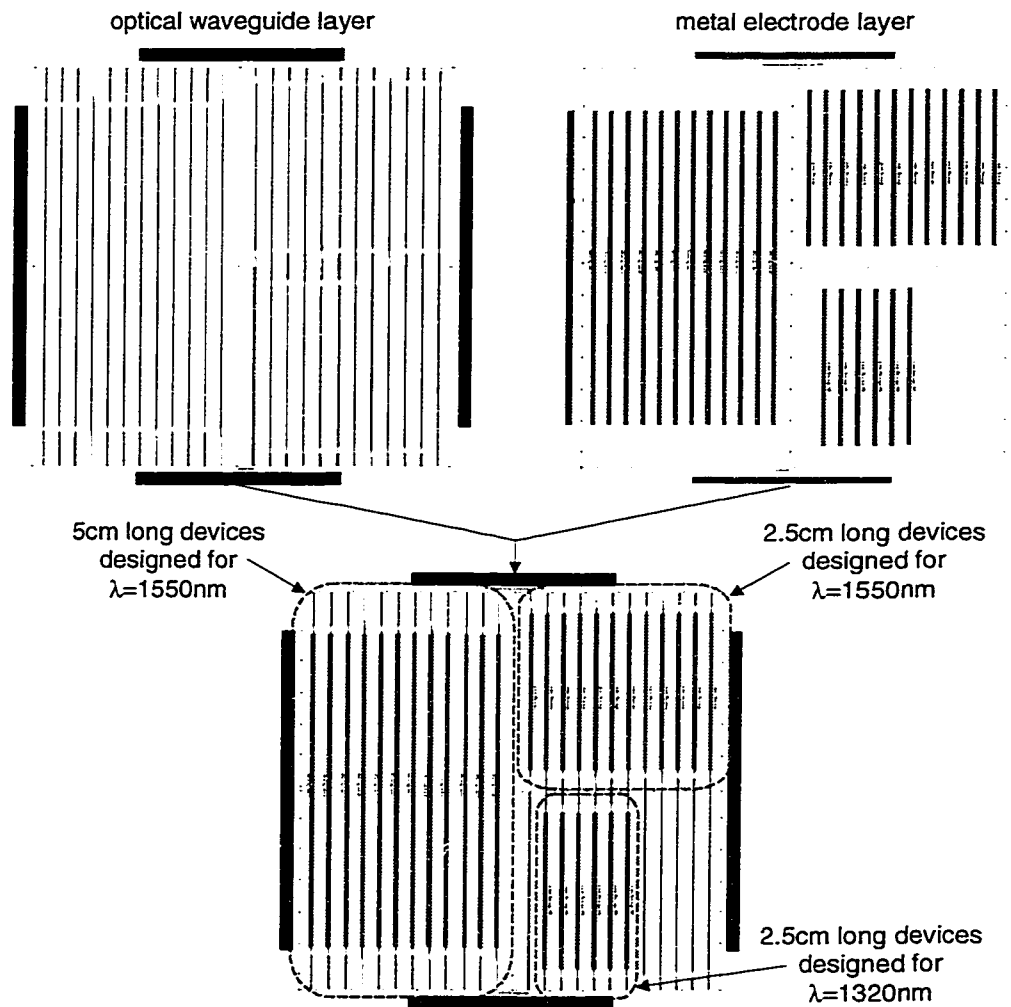 optical waveguide layer
metal electrode layer
5cm long devices
designed for
λ=1550nm
2.5cm long devices
designed for
λ=1550nm
2.5cm long devices
designed for
λ=1320nm